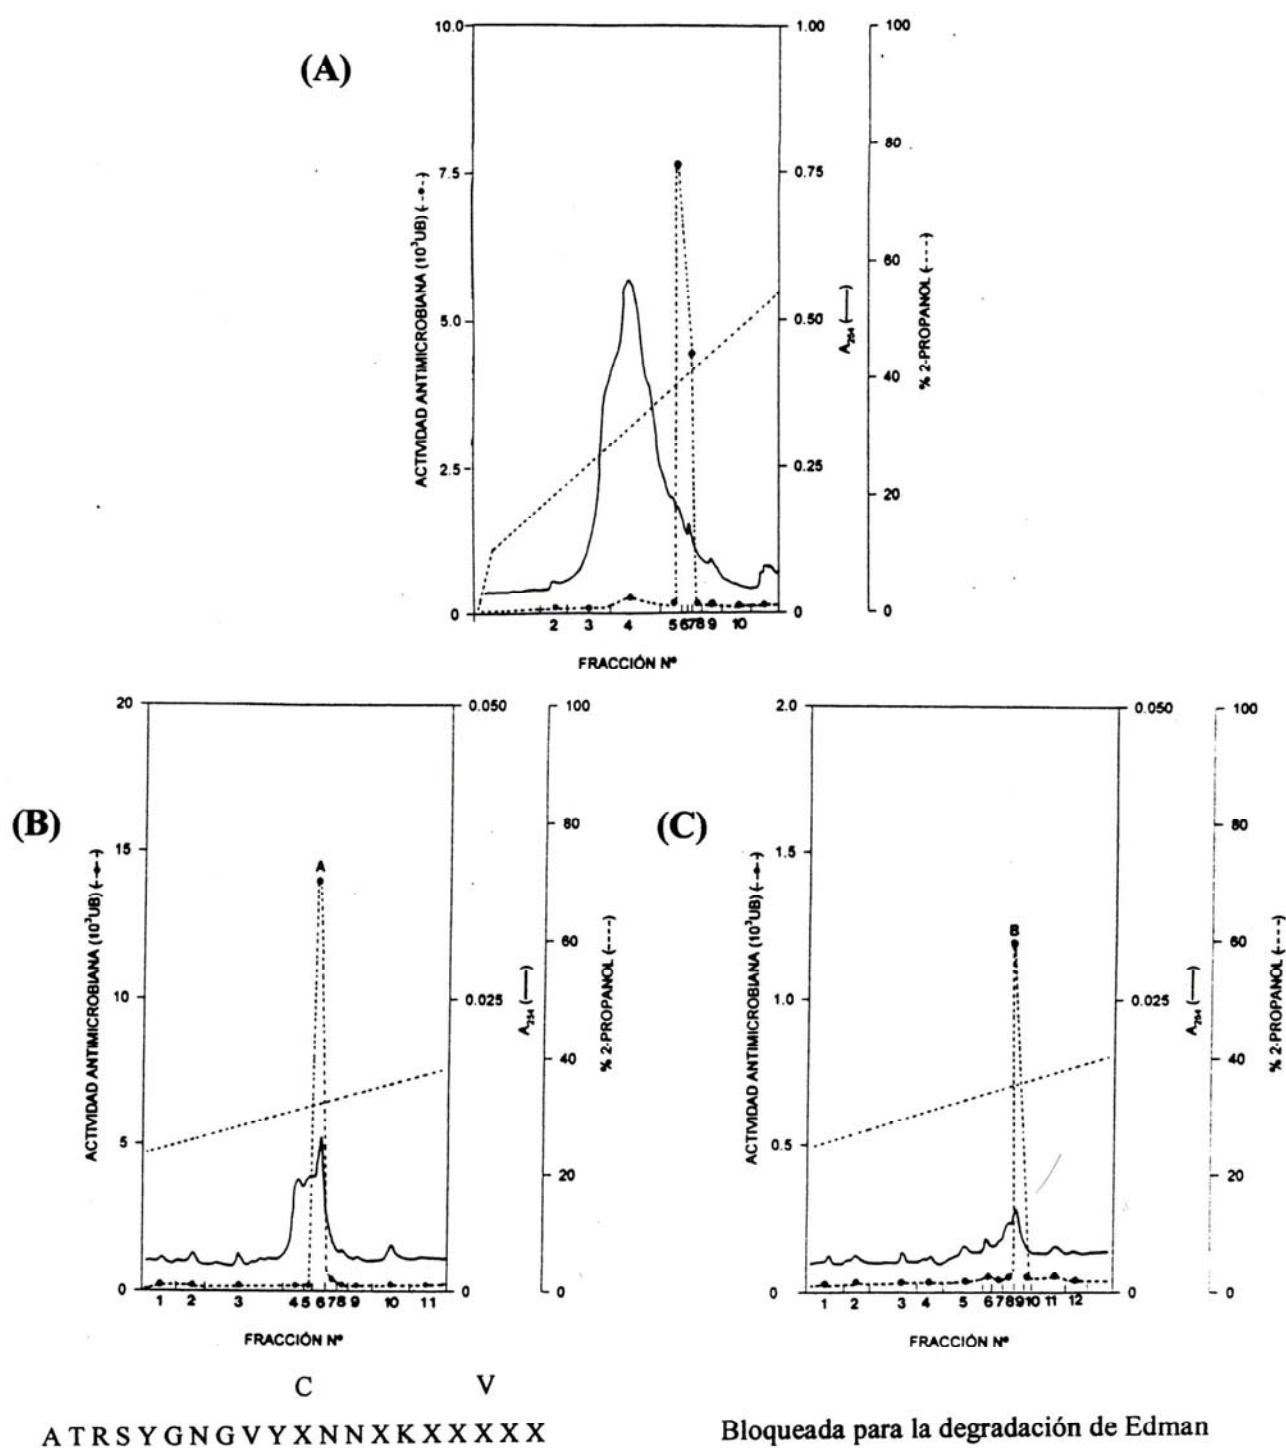 (A)
10.0
7.5
5.0
2.5
0
ACTIVIDAD ANTIMICROBIANA (10³UB) (-●-)
1.00
0.75
0.50
0.25
0
A₂₅₄ (——)
100
80
60
40
20
0
% 2-PROPANOL (----)
2 3 4 5 6 7 8 9 10
FRACCIÓN Nº
(B)
20
15
10
5
0
ACTIVIDAD ANTIMICROBIANA (10³UB) (-●-)
A
0.050
0.025
0
A₂₅₄ (——)
100
80
60
40
20
0
% 2-PROPANOL (----)
1 2 3 4 5 6 7 8 9 10 11
FRACCIÓN Nº
(C)
2.0
1.5
1.0
0.5
0
ACTIVIDAD ANTIMICROBIANA (10³UB) (-●-)
B
0.050
0.025
0
A₂₅₄ (——)
100
80
60
40
20
0
% 2-PROPANOL (----)
1 2 3 4 5 6 7 8 9 10 11 12
FRACCIÓN Nº
C V
A T R S Y G N G V Y X N N X K X X X X X
Bloqueada para la degradación de Edman